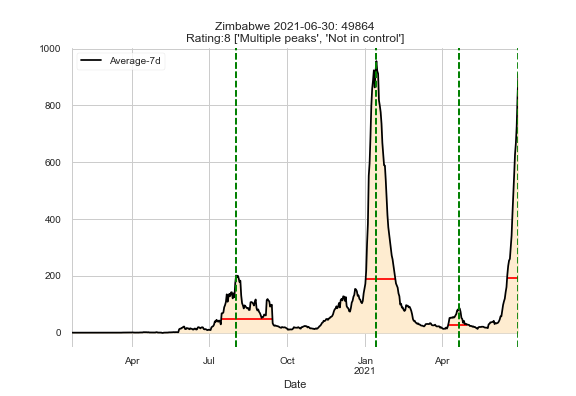 Zimbabwe 2021-06-30: 49864
Rating:8 ['Multiple peaks', 'Not in control']
1000
800
600
400
200
0
Average-7d
Apr
Jul
Oct
Jan
2021
Apr
Date